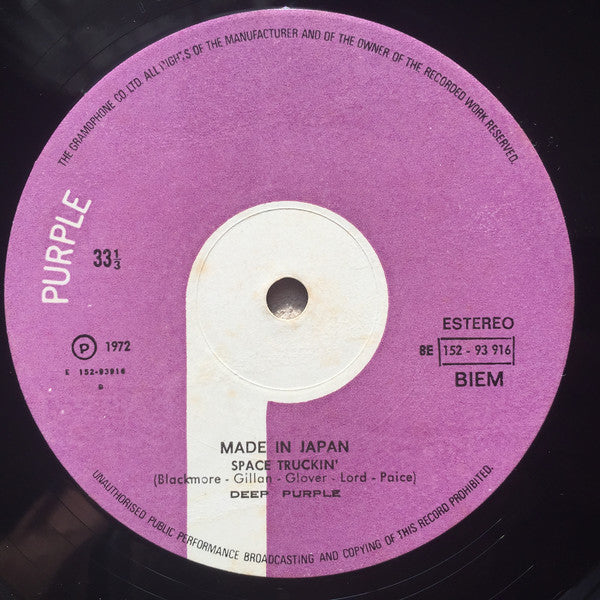 THE GRAMOPHONE CO LTD. ALL RIGHTS OF THE MANUFACTURER AND OF THE OWNER OF THE RECORDED WORK RESERVED.
PURPLE
33⅓
ESTEREO
8E 152 - 93 916
BIEM
Ⓟ 1972
E 152-93916
D
MADE IN JAPAN
SPACE TRUCKIN'
(Blackmore - Gillan - Glover - Lord - Paice)
DEEP PURPLE
UNAUTHORISED PUBLIC PERFORMANCE BROADCASTING AND COPYING OF THIS RECORD PROHIBITED.